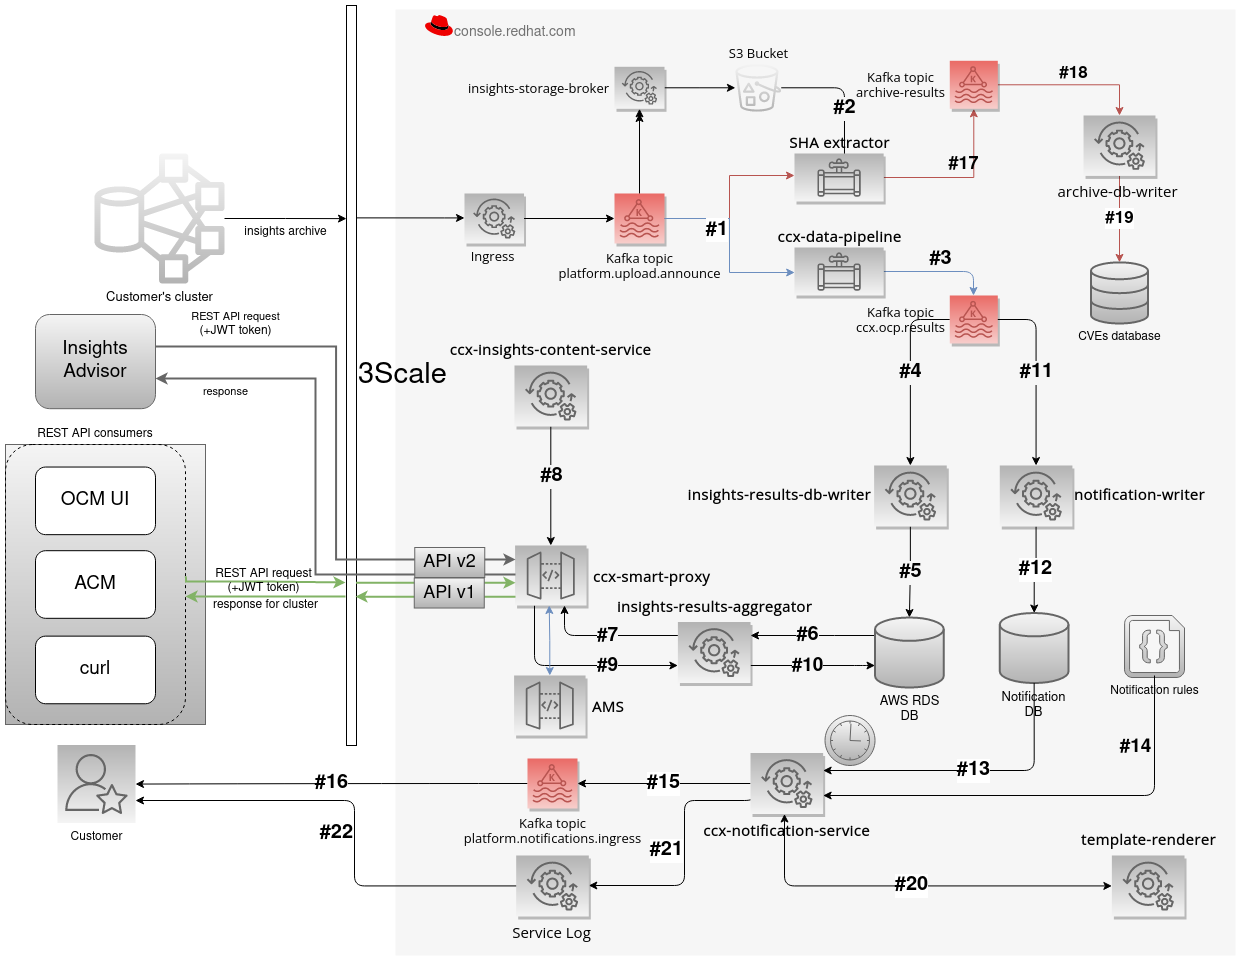 console.redhat.com
S3 Bucket
insights-storage-broker
#2
Kafka topic
archive-results
#18
SHA extractor
#17
archive-db-writer
#19
insights archive
Ingress
Kafka topic
platform.upload.announce
#1
ccx-data-pipeline
#3
Customer's cluster
REST API request
(+JWT token)
Kafka topic
ccx.ocp.results
CVEs database
Insights
Advisor
response
3Scale
ccx-insights-content-service
#4
#11
REST API consumers
#8
OCM UI
insights-results-db-writer
notification-writer
API v2
ACM
REST API request
(+JWT token)
response for cluster
API v1
ccx-smart-proxy
#5
#12
insights-results-aggregator
#7
#6
#9
#10
curl
AMS
AWS RDS
DB
Notification
DB
Notification rules
#14
#13
#16
#15
Customer
Kafka topic
platform.notifications.ingress
ccx-notification-service
#22
#21
template-renderer
#20
Service Log